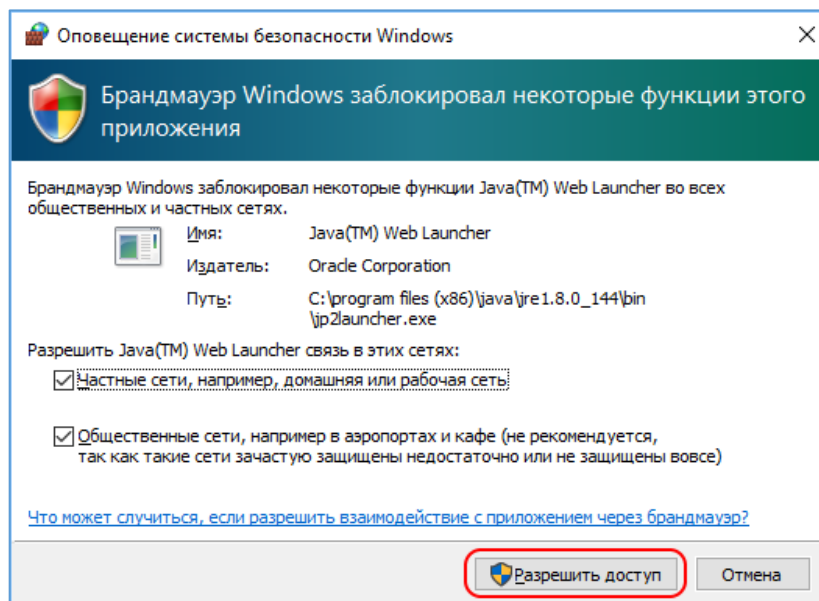 Оповещение системы безопасности Windows
Брандмауэр Windows заблокировал некоторые функции этого
приложения
Брандмауэр Windows заблокировал некоторые функции Java(TM) Web Launcher во всех
общественных и частных сетях.
Имя: Java(TM) Web Launcher
Издатель: Oracle Corporation
Путь: C:\program files (x86)\java\jre1.8.0_144\bin
\jp2launcher.exe
Разрешить Java(TM) Web Launcher связь в этих сетях:
Частные сети, например, домашняя или рабочая сеть
Общественные сети, например в аэропортах и кафе (не рекомендуется,
так как такие сети зачастую защищены недостаточно или не защищены вовсе)
Что может случиться, если разрешить взаимодействие с приложением через брандмауэр?
Разрешить доступ Отмена